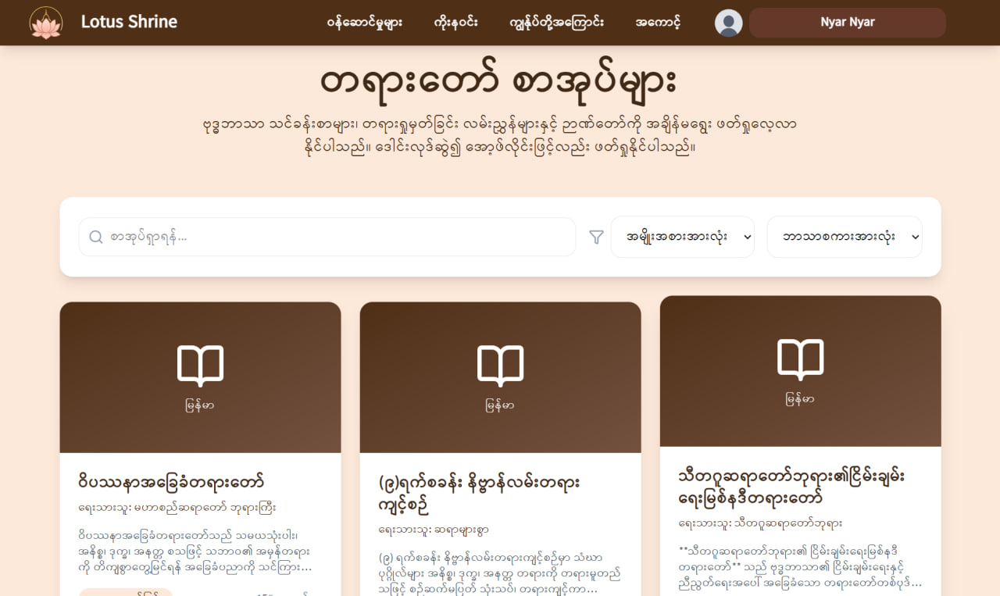 Lotus Shrine
ဝန်ဆောင်မှုများ
ကိုးနဝင်း
ကျွန်ုပ်တို့အကြောင်း
အကောင့်
Nyar Nyar
တရားတော် စာအုပ်များ
ဗုဒ္ဓဘာသာ သင်ခန်းစာများ၊ တရားရှုမှတ်ခြင်း လမ်းညွှန်များနှင့် ဉာဏ်တော်ကို အချိန်မရွေး ဖတ်ရှုလေ့လာ
နိုင်ပါသည်။ ဒေါင်းလုဒ်ဆွဲ၍ အော့ဖ်လိုင်းဖြင့်လည်း ဖတ်ရှုနိုင်ပါသည်။
စာအုပ်ရှာရန်...
အမျိုးအစားအားလုံး
ဘာသာစကားအားလုံး
မြန်မာ
ဝိပဿနာအခြေခံတရားတော်
ရေးသားသူ: မဟာစည်ဆရာတော် ဘုရားကြီး
ဝိပဿနာအခြေခံတရားတော်သည် သမယသုံးပါး၊
အနိစ္စ၊ ဒုက္ခ၊ အနတ္တ စသဖြင့် သဘာဝ၏ အမှန်တရား
ကို တိကျစွာတွေ့မြင်ရန် အခြေခံပညာကို သင်ကြား...
မြန်မာ
(၉)ရက်စခန်း နိဗ္ဗာန်လမ်းတရား
ကျင့်စဉ်
ရေးသားသူ: ဆရာများစွာ
(၉) ရက်စခန်း နိဗ္ဗာန်လမ်းတရားကျင့်စဉ်မှာ သံဃာ
ပုဂ္ဂိုလ်များ အနိစ္စ၊ ဒုက္ခ၊ အနတ္တ တရားကို တရားမူတည်
သဖြင့် စဉ်ဆက်မပြတ် သုံးသပ်၊ တရားကျင့်ကာ...
မြန်မာ
သီတဂူဆရာတော်ဘုရား၏ငြိမ်းချမ်း
ရေးမြစ်နဒီတရားတော်
ရေးသားသူ: သီတဂူဆရာတော်ဘုရား
**သီတဂူဆရာတော်ဘုရား၏ ငြိမ်းချမ်းရေးမြစ်နဒီ
တရားတော်** သည် ဗုဒ္ဓဘာသာ၏ ငြိမ်းချမ်းရေးနှင့်
ညီညွတ်ရေးအပေါ် အခြေခံသော တရားတော်တစ်ပုဒ်...